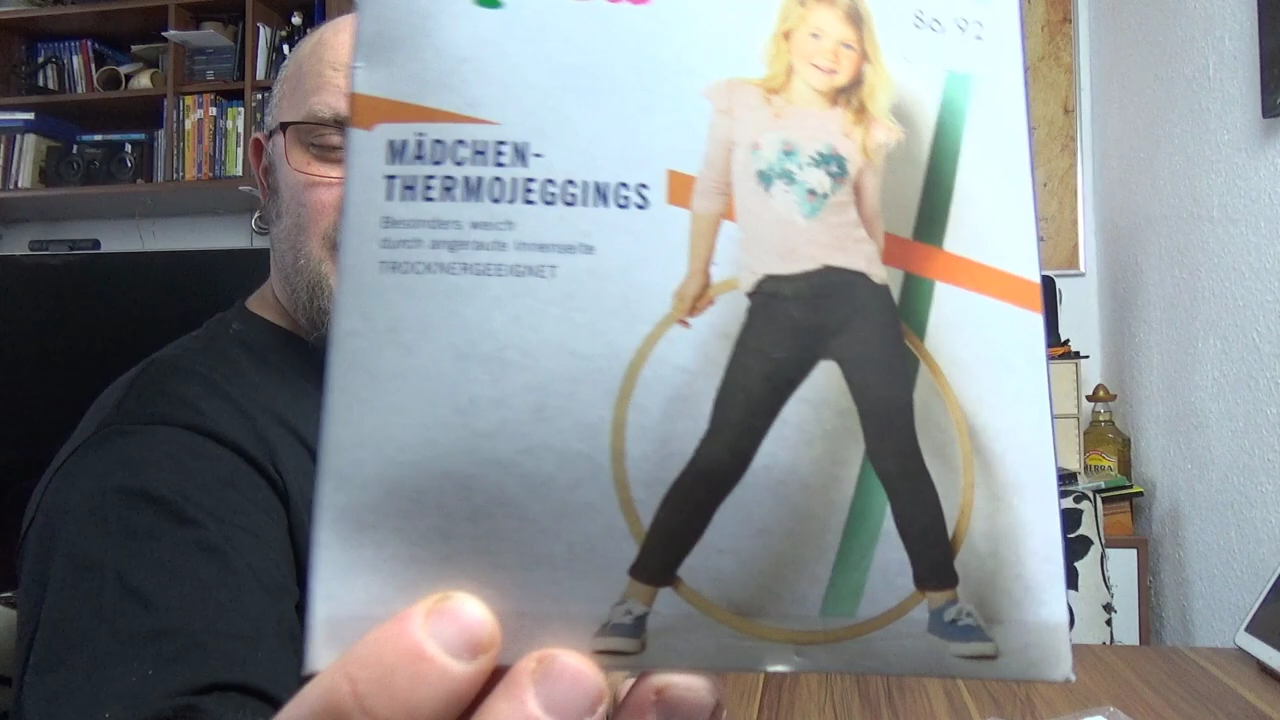 86/92
MÄDCHEN-
THERMOJEGGINGS
Besonders weich
durch angeraute Innenseite
TROCKNERGEEIGNET